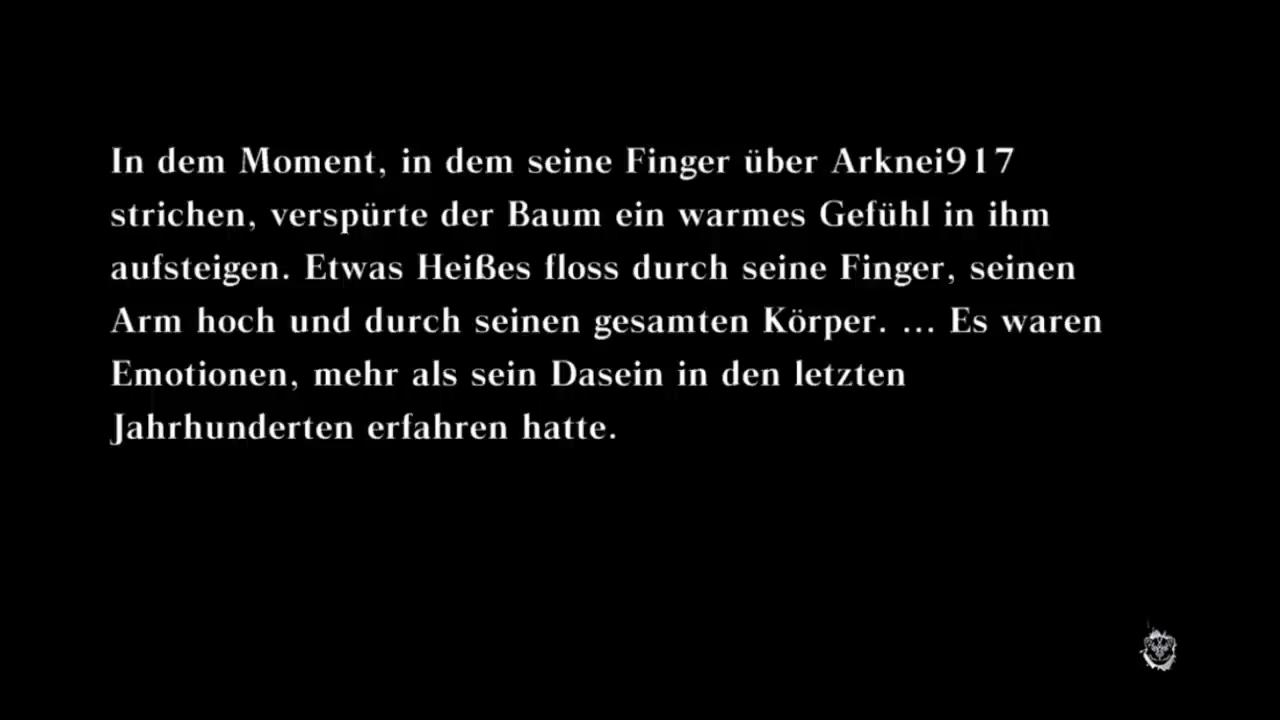 In dem Moment, in dem seine Finger über Arknei917
strichen, verspürte der Baum ein warmes Gefühl in ihm
aufsteigen. Etwas Heißes floss durch seine Finger, seinen
Arm hoch und durch seinen gesamten Körper. ... Es waren
Emotionen, mehr als sein Dasein in den letzten
Jahrhunderten erfahren hatte.